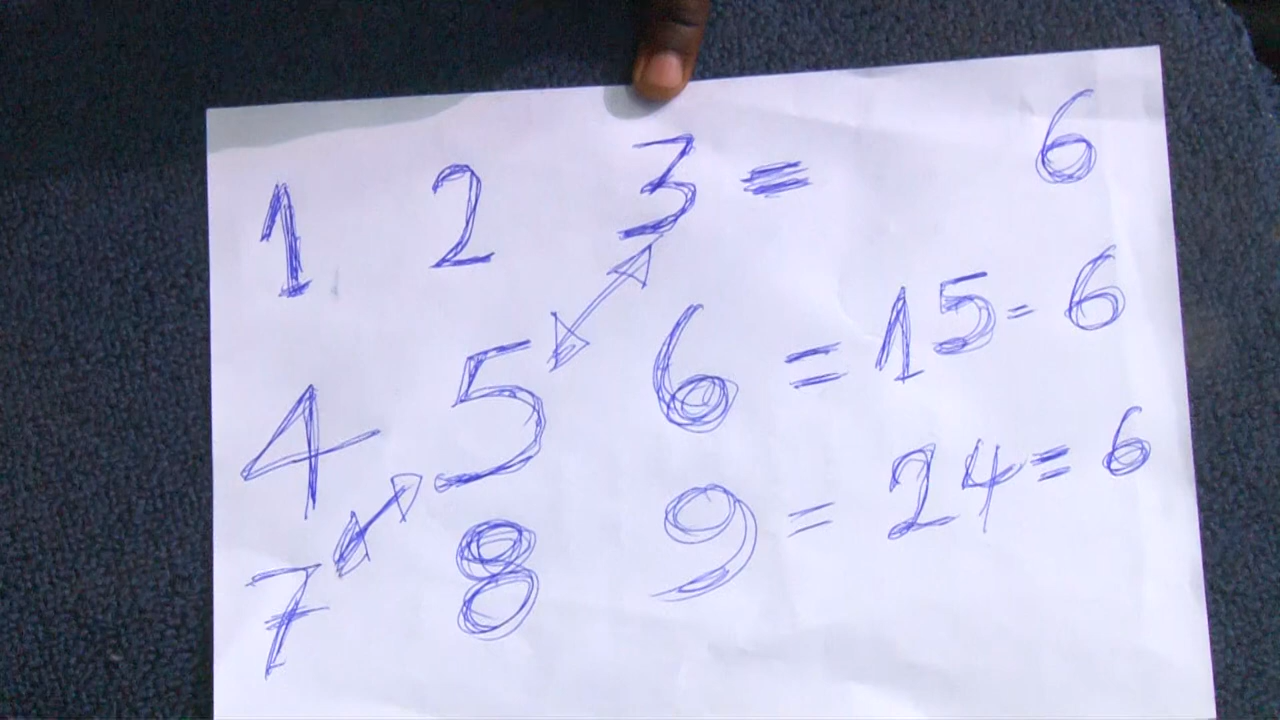 1 2 3 = 6
4 5 6 = 15 = 6
7 8 9 = 24 = 6